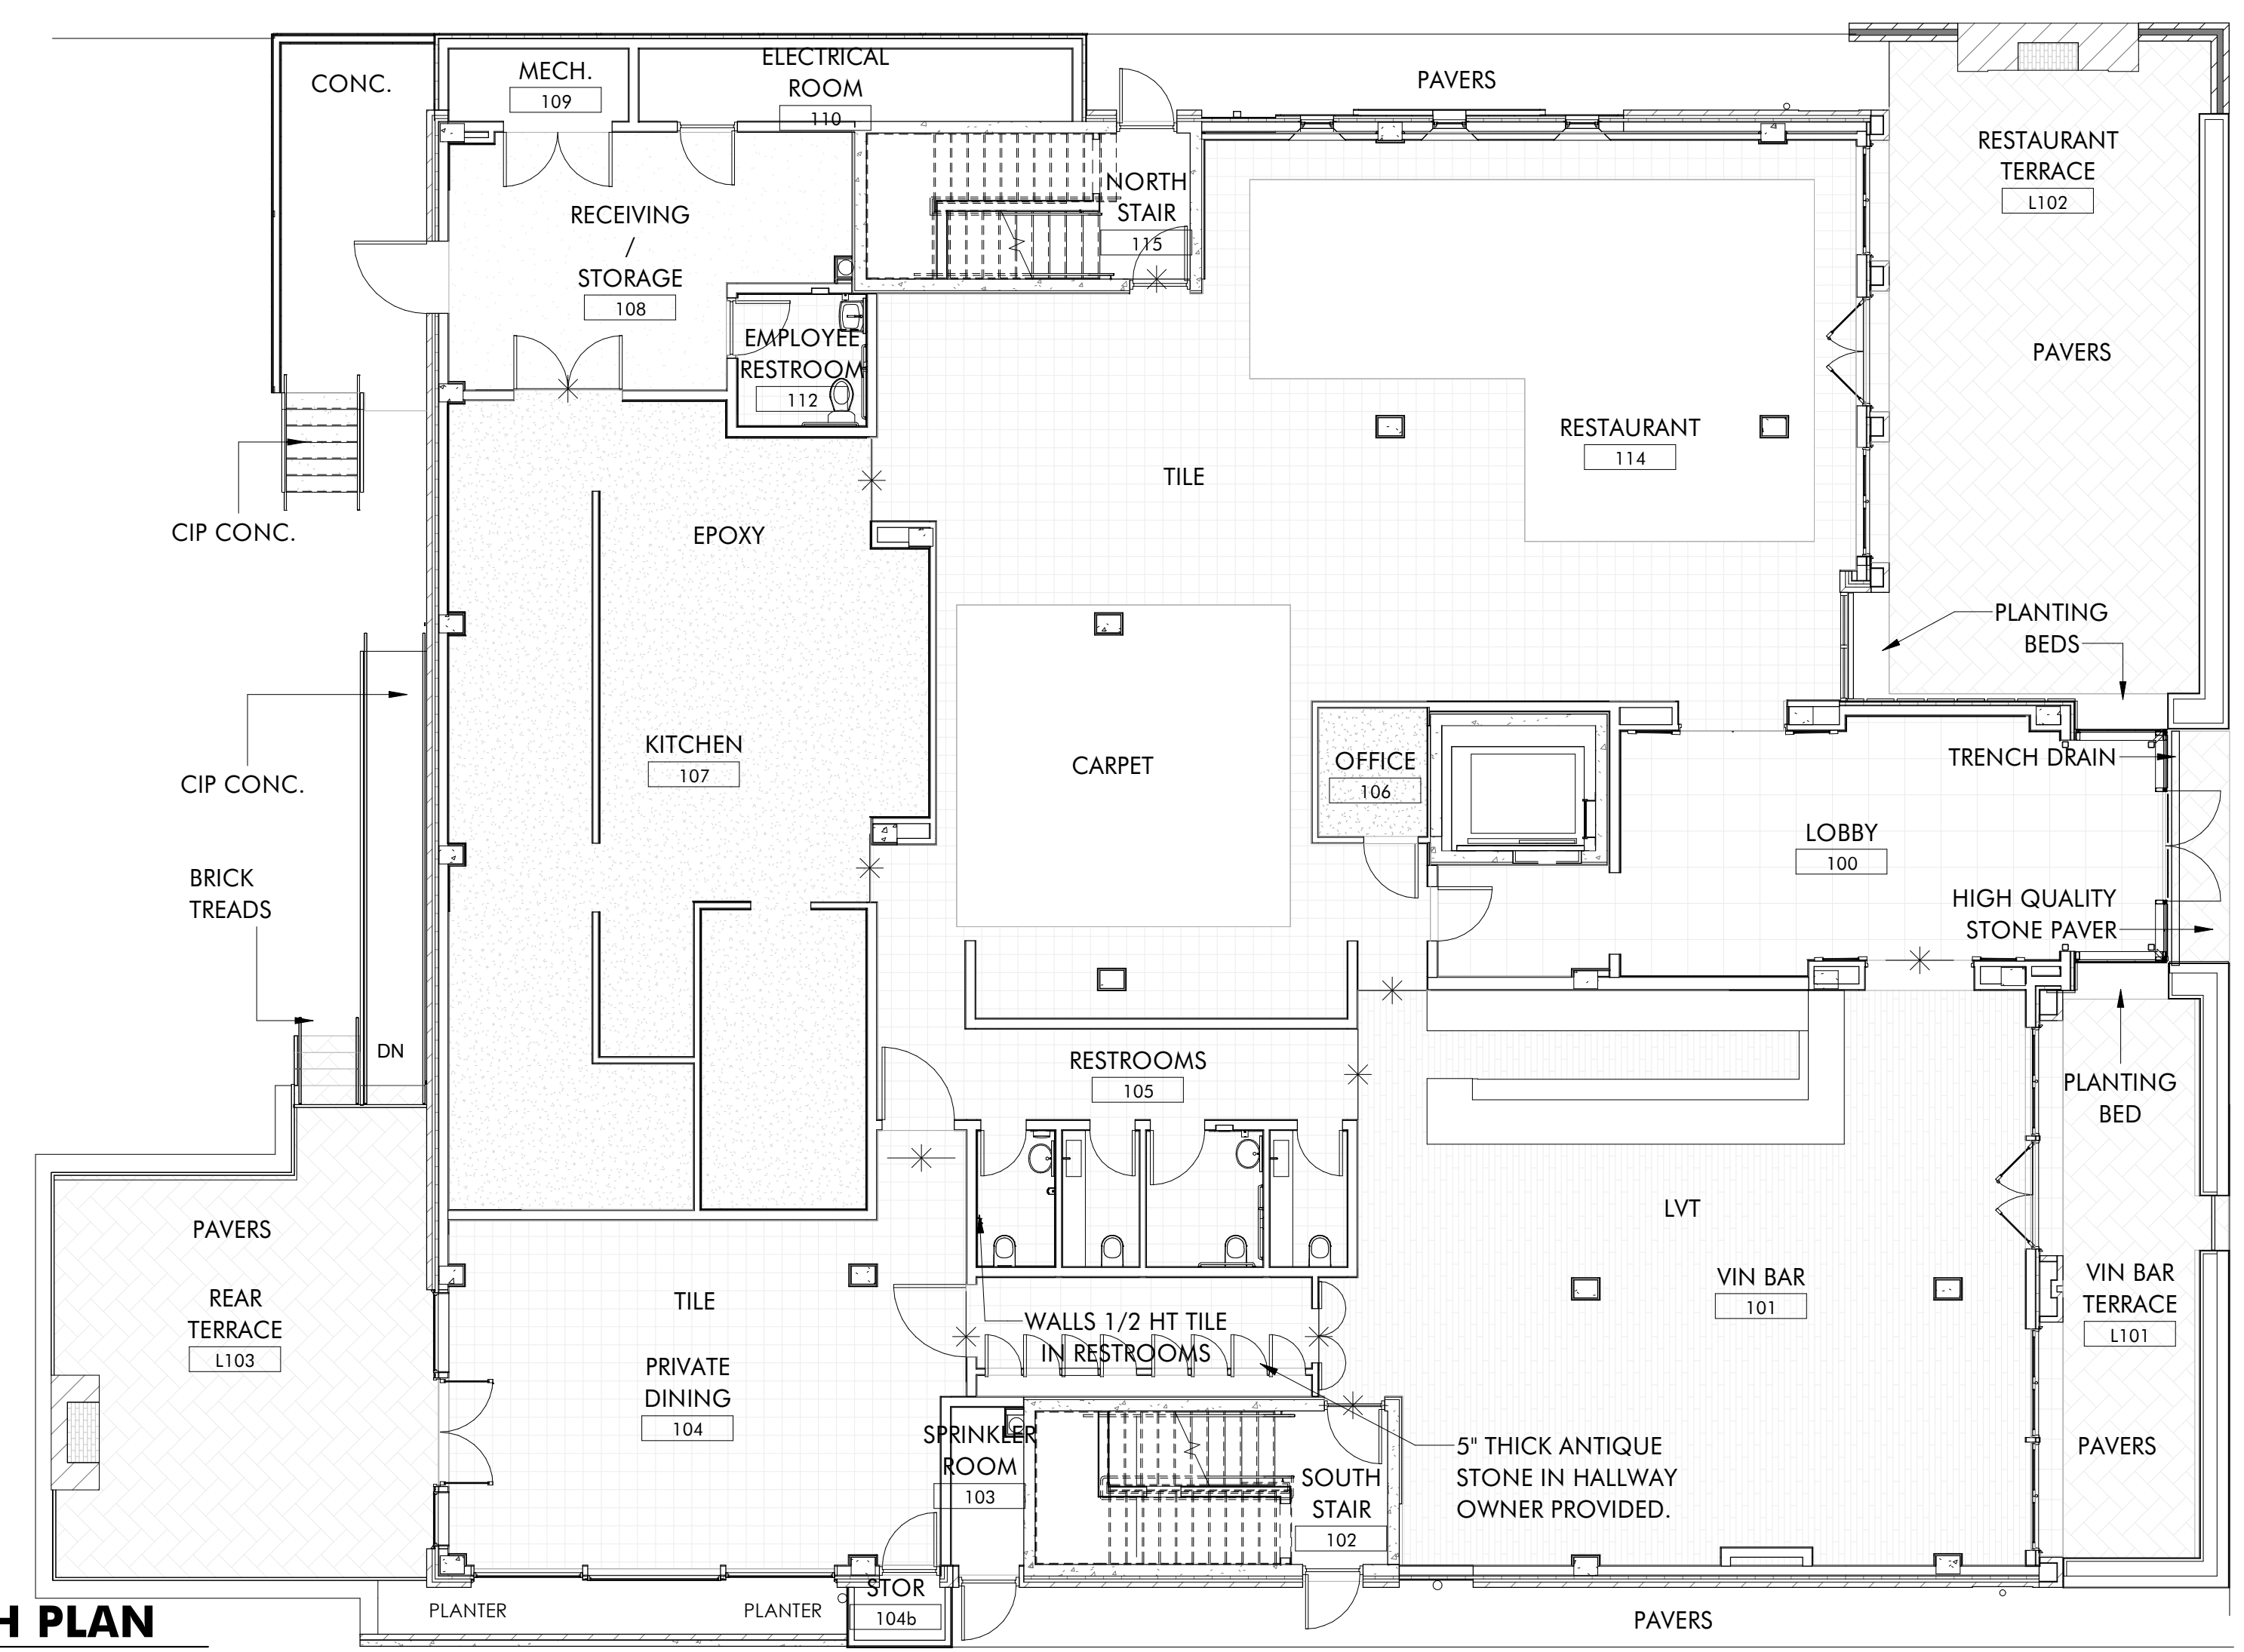 CONC.
MECH.
109
ELECTRICAL
ROOM
110
PAVERS
RESTAURANT
TERRACE
L102
NORTH
STAIR
115
RECEIVING
/
STORAGE
108
EMPLOYEE
RESTROOM
112
PAVERS
RESTAURANT
114
TILE
CIP CONC.
EPOXY
PLANTING
BEDS
KITCHEN
107
CARPET
OFFICE
106
TRENCH DRAIN
CIP CONC.
LOBBY
100
BRICK
TREADS
HIGH QUALITY
STONE PAVER
DN
RESTROOMS
105
PLANTING
BED
PAVERS
LVT
REAR
TERRACE
L103
TILE
VIN BAR
101
VIN BAR
TERRACE
L101
WALLS 1/2 HT TILE
IN RESTROOMS
PRIVATE
DINING
104
SPRINKLER
ROOM
103
SOUTH
STAIR
102
5" THICK ANTIQUE
STONE IN HALLWAY
OWNER PROVIDED.
PAVERS
STOR
104b
PLANTER
PLANTER
PAVERS
H PLAN